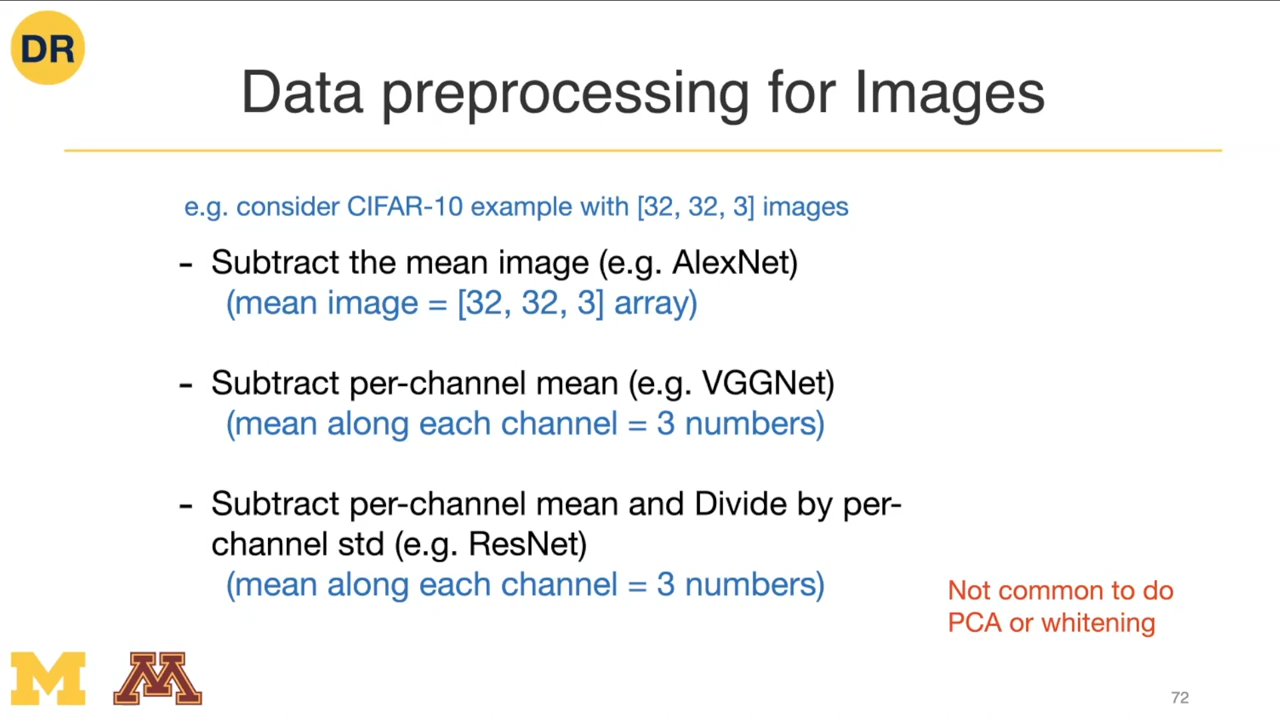 DR
Data preprocessing for Images
e.g. consider CIFAR-10 example with [32, 32, 3] images
- Subtract the mean image (e.g. AlexNet)
(mean image = [32, 32, 3] array)
- Subtract per-channel mean (e.g. VGGNet)
(mean along each channel = 3 numbers)
- Subtract per-channel mean and Divide by per-
channel std (e.g. ResNet)
(mean along each channel = 3 numbers)
Not common to do
PCA or whitening
M
M
72